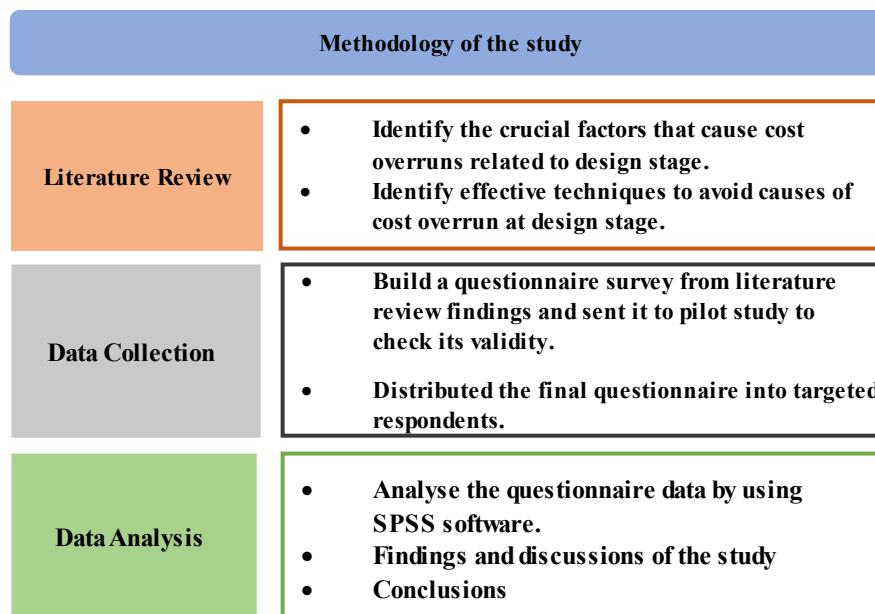 Methodology of the study
Literature Review
• Identify the crucial factors that cause cost
overruns related to design stage.
• Identify effective techniques to avoid causes of
cost overrun at design stage.
Data Collection
• Build a questionnaire survey from literature
review findings and sent it to pilot study to
check its validity.
• Distributed the final questionnaire into targeted
respondents.
Data Analysis
• Analyse the questionnaire data by using
SPSS software.
• Findings and discussions of the study
• Conclusions